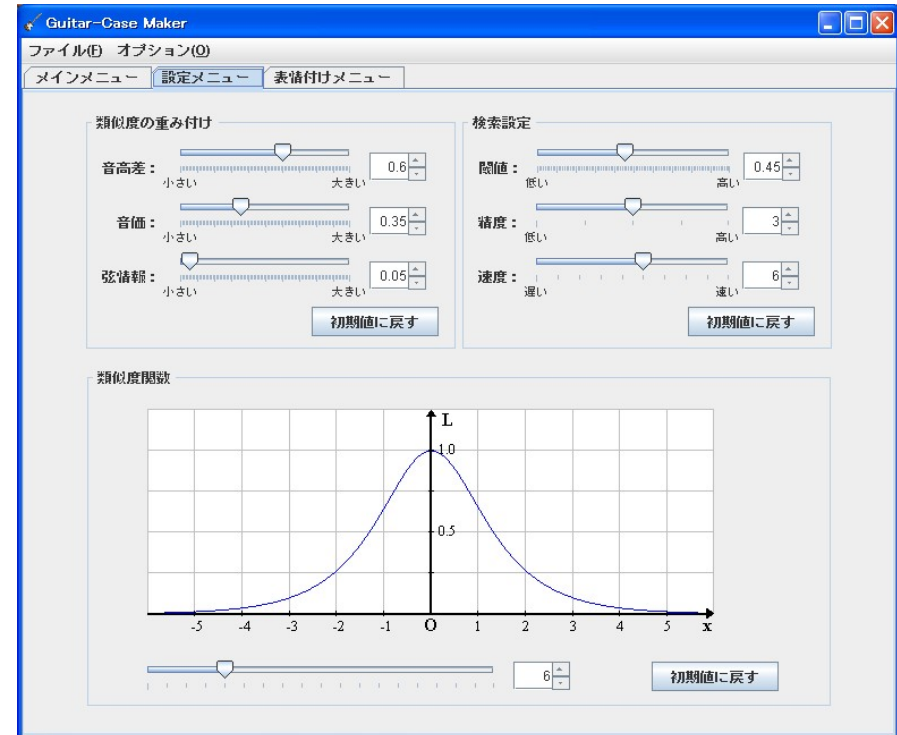 Guitar-Case Maker
ファイル(F) オプション(O)
メインメニュー 設定メニュー 表情付けメニュー
類似度の重み付け
音高差: 0.6
小さい 大きい
音価: 0.35
小さい 大きい
弦情報: 0.05
小さい 大きい
初期値に戻す
検索設定
閾値: 0.45
低い 高い
精度: 3
低い 高い
速度: 6
遅い 速い
初期値に戻す
類似度関数
L
1.0
0.5
-5 -4 -3 -2 -1 O 1 2 3 4 5 x
6 初期値に戻す